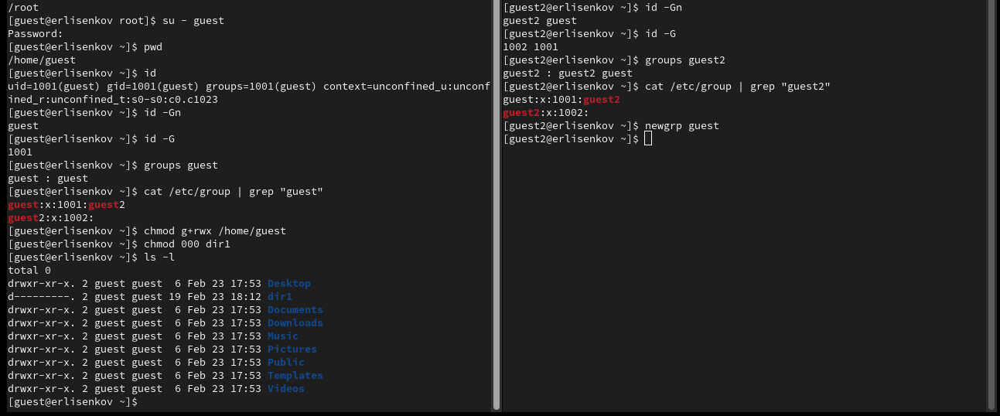 /root
[guest@erlisenkov root]$ su - guest
Password:
[guest@erlisenkov ~]$ pwd
/home/guest
[guest@erlisenkov ~]$ id
uid=1001(guest) gid=1001(guest) groups=1001(guest) context=unconfined_u:unconf
ined_r:unconfined_t:s0-s0:c0.c1023
[guest@erlisenkov ~]$ id -Gn
guest
[guest@erlisenkov ~]$ id -G
1001
[guest@erlisenkov ~]$ groups guest
guest : guest
[guest@erlisenkov ~]$ cat /etc/group | grep "guest"
guest:x:1001:guest2
guest2:x:1002:
[guest@erlisenkov ~]$ chmod g+rwx /home/guest
[guest@erlisenkov ~]$ chmod 000 dir1
[guest@erlisenkov ~]$ ls -l
total 0
drwxr-xr-x. 2 guest guest  6 Feb 23 17:53 Desktop
d---------. 2 guest guest 19 Feb 23 18:12 dir1
drwxr-xr-x. 2 guest guest  6 Feb 23 17:53 Documents
drwxr-xr-x. 2 guest guest  6 Feb 23 17:53 Downloads
drwxr-xr-x. 2 guest guest  6 Feb 23 17:53 Music
drwxr-xr-x. 2 guest guest  6 Feb 23 17:53 Pictures
drwxr-xr-x. 2 guest guest  6 Feb 23 17:53 Public
drwxr-xr-x. 2 guest guest  6 Feb 23 17:53 Templates
drwxr-xr-x. 2 guest guest  6 Feb 23 17:53 Videos
[guest@erlisenkov ~]$
[guest2@erlisenkov ~]$ id -Gn
guest2 guest
[guest2@erlisenkov ~]$ id -G
1002 1001
[guest2@erlisenkov ~]$ groups guest2
guest2 : guest2 guest
[guest2@erlisenkov ~]$ cat /etc/group | grep "guest2"
guest:x:1001:guest2
guest2:x:1002:
[guest2@erlisenkov ~]$ newgrp guest
[guest2@erlisenkov ~]$